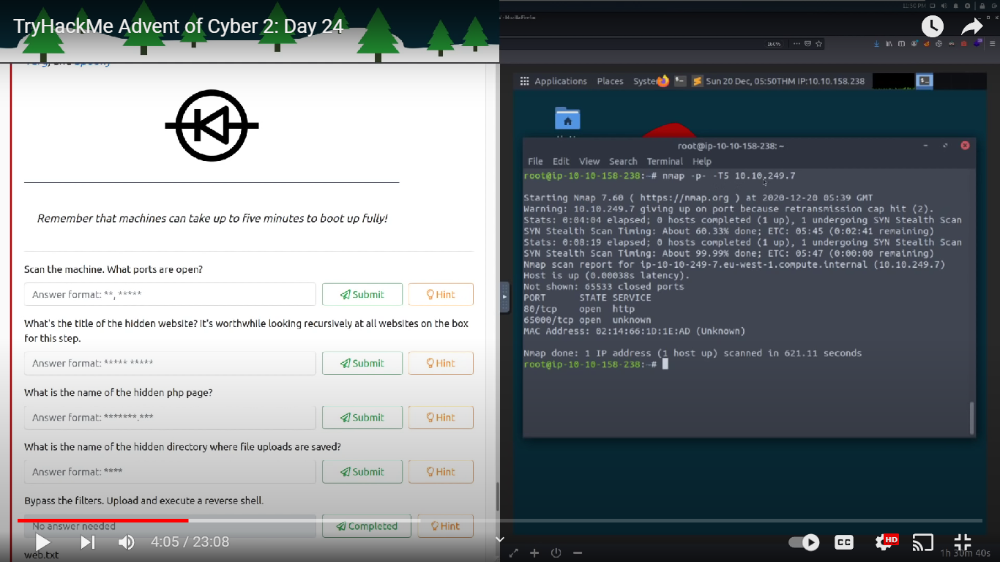 TryHackMe Advent of Cyber 2: Day 24
11:50 PM
- Mozilla Firefox
160%
Applications Places Syste Sun 20 Dec, 05:50 THM IP:10.10.158.238
Remember that machines can take up to five minutes to boot up fully!
Scan the machine. What ports are open?
Answer format: **, *****
Submit
Hint
What's the title of the hidden website? It's worthwhile looking recursively at all websites on the box
for this step.
Answer format: ***** *****
Submit
Hint
What is the name of the hidden php page?
Answer format: *******.***
Submit
Hint
What is the name of the hidden directory where file uploads are saved?
Answer format: ****
Submit
Hint
Bypass the filters. Upload and execute a reverse shell.
No answer needed
Completed
Hint
web.txt
root@ip-10-10-158-238: ~
File Edit View Search Terminal Help
root@ip-10-10-158-238:~# nmap -p- -T5 10.10.249.7
Starting Nmap 7.60 ( https://nmap.org ) at 2020-12-20 05:39 GMT
Warning: 10.10.249.7 giving up on port because retransmission cap hit (2).
Stats: 0:04:04 elapsed; 0 hosts completed (1 up), 1 undergoing SYN Stealth Scan
SYN Stealth Scan Timing: About 60.33% done; ETC: 05:45 (0:02:41 remaining)
Stats: 0:08:19 elapsed; 0 hosts completed (1 up), 1 undergoing SYN Stealth Scan
SYN Stealth Scan Timing: About 99.99% done; ETC: 05:47 (0:00:00 remaining)
Nmap scan report for ip-10-10-249-7.eu-west-1.compute.internal (10.10.249.7)
Host is up (0.00038s latency).
Not shown: 65533 closed ports
PORT STATE SERVICE
80/tcp open http
65000/tcp open unknown
MAC Address: 02:14:66:1D:1E:AD (Unknown)
Nmap done: 1 IP address (1 host up) scanned in 621.11 seconds
root@ip-10-10-158-238:~#
4:05 / 23:08
CC
HD
1h 30m 40s